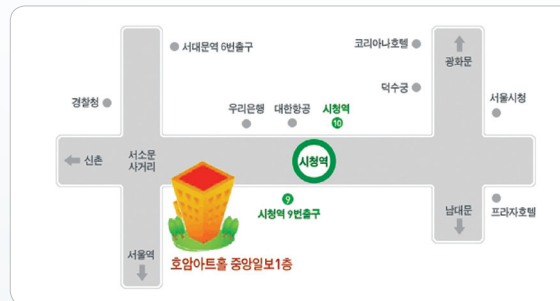 서대문역 6번출구
코리아나호텔
광화문
경찰청
우리은행
대한항공
시청역
10
덕수궁
서울시청
신촌
서소문
사거리
시청역
9
시청역 9번출구
남대문
프라자호텔
서울역
호암아트홀 중앙일보1층